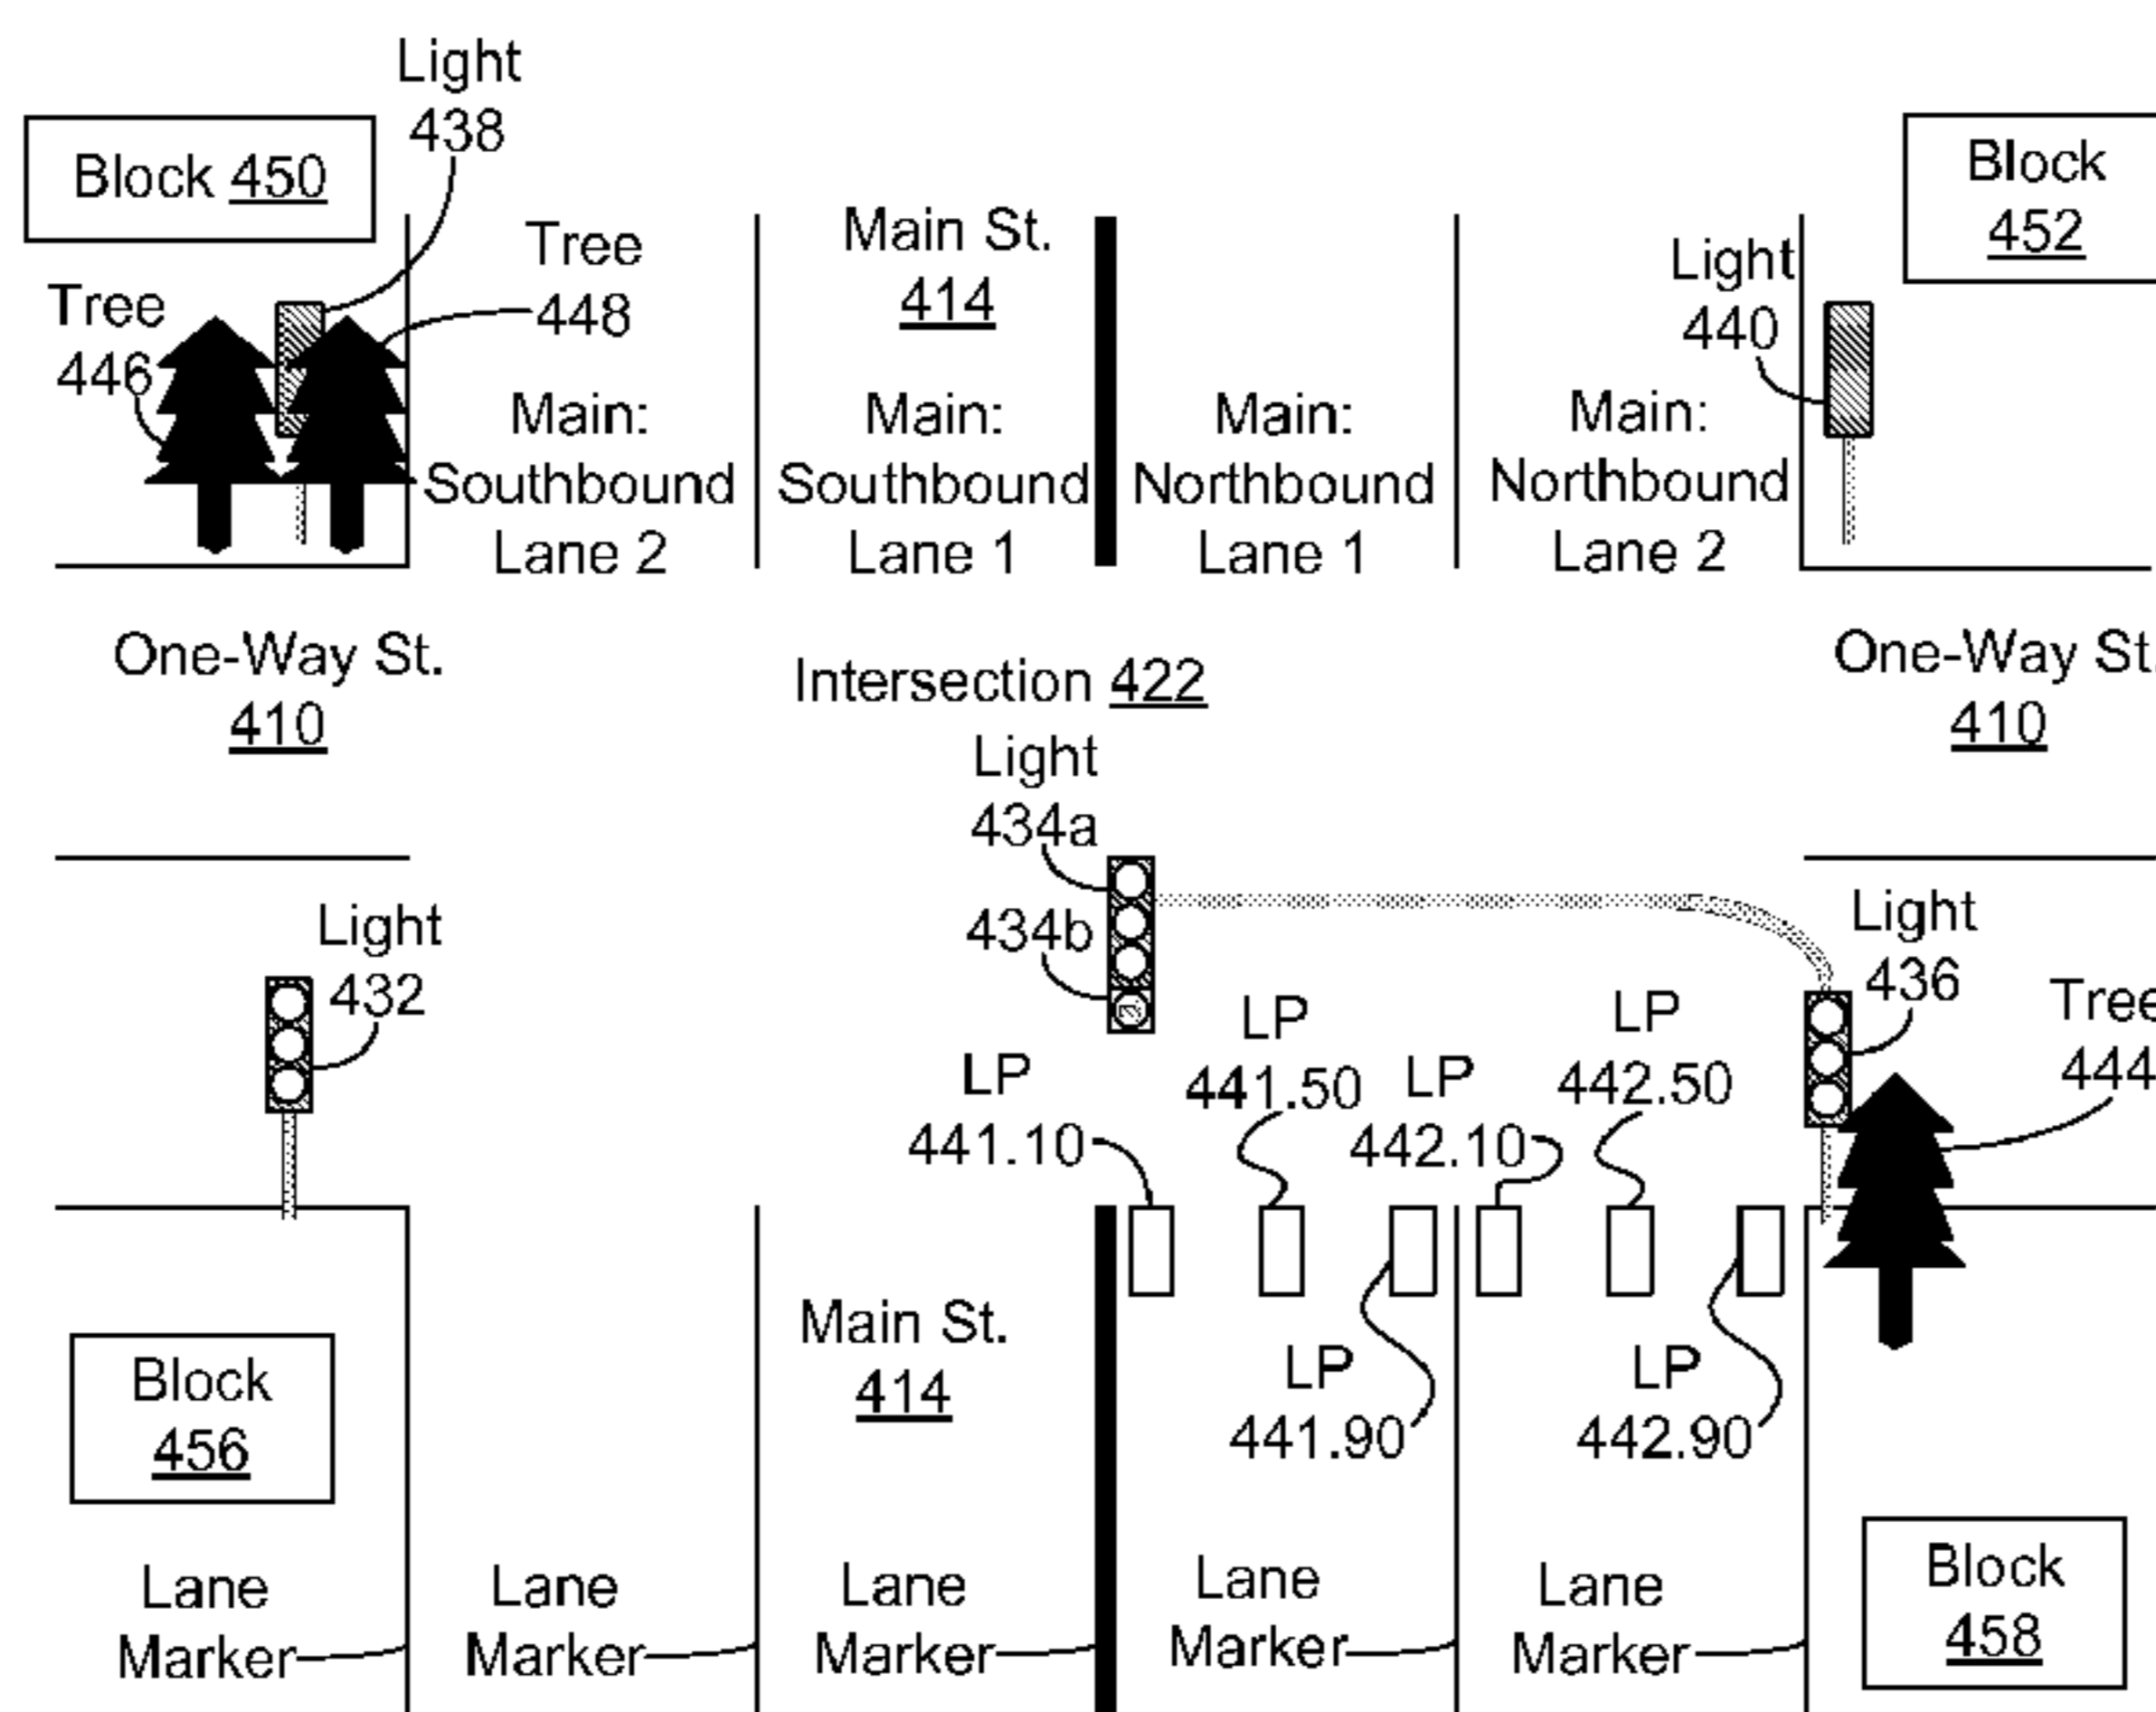 Light
438
Block 450
Block
452
Tree
448
Main St.
414
Light
440
Tree
446
Main:
Southbound
Lane 2
Main:
Southbound
Lane 1
Main:
Northbound
Lane 1
Main:
Northbound
Lane 2
One-Way St.
410
Intersection 422
One-Way St.
410
Light
434a
434b
Light
432
Light
436
Tree
444
LP
441.10
LP
441.50
LP
442.10
LP
442.50
Main St.
414
LP
441.90
LP
442.90
Block
456
Block
458
Lane
Marker
Lane
Marker
Lane
Marker
Lane
Marker
Lane
Marker